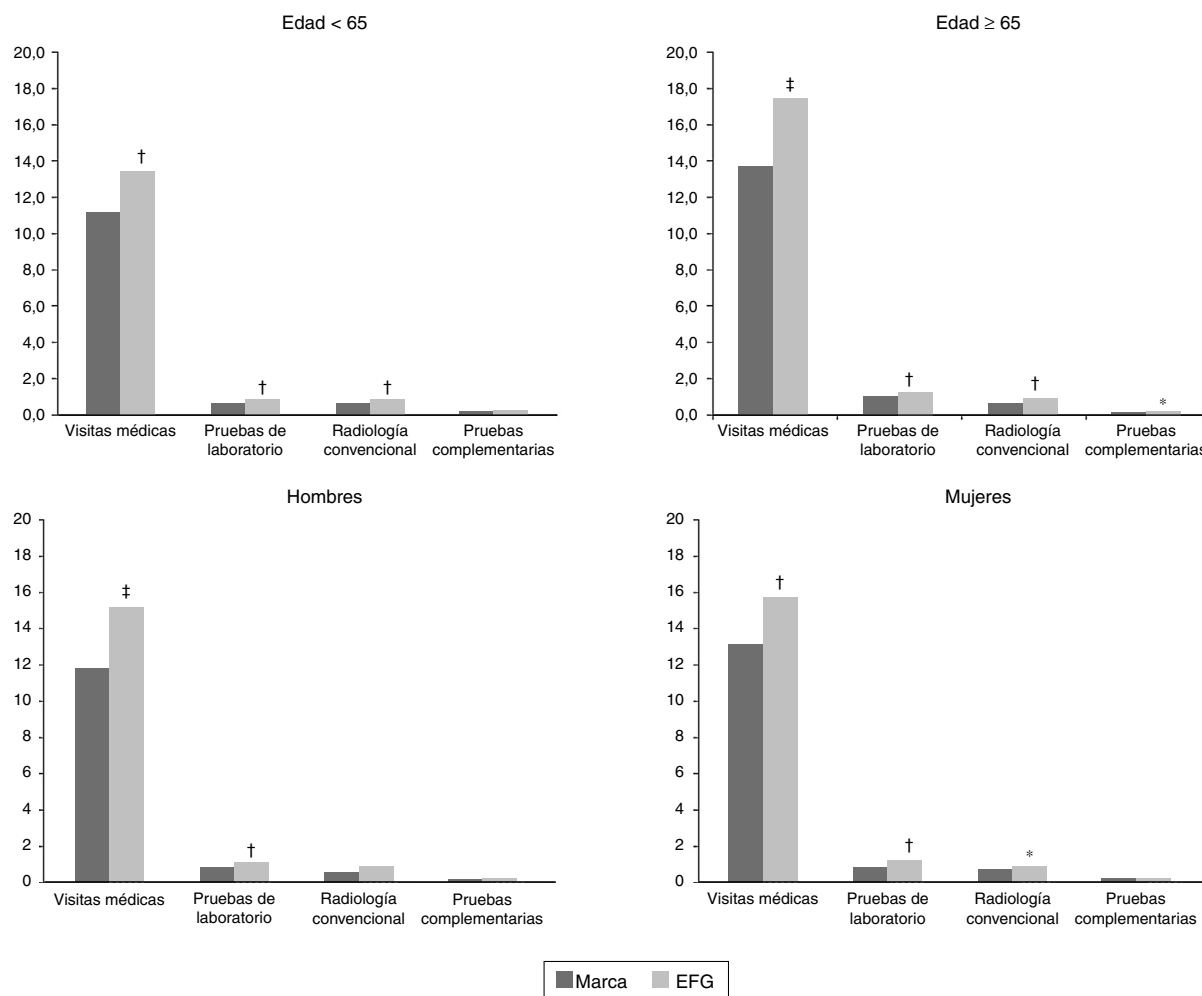 Edad < 65
20,0
18,0
16,0
14,0
12,0
10,0
8,0
6,0
4,0
2,0
0,0
†
†
†
Visitas médicas
Pruebas de
laboratorio
Radiología
convencional
Pruebas
complementarias
Edad ≥ 65
20,0
18,0
16,0
14,0
12,0
10,0
8,0
6,0
4,0
2,0
0,0
‡
†
†
*
Visitas médicas
Pruebas de
laboratorio
Radiología
convencional
Pruebas
complementarias
Hombres
20
18
16
14
12
10
8
6
4
2
0
‡
†
Visitas médicas
Pruebas de
laboratorio
Radiología
convencional
Pruebas
complementarias
Mujeres
20
18
16
14
12
10
8
6
4
2
0
†
†
*
Visitas médicas
Pruebas de
laboratorio
Radiología
convencional
Pruebas
complementarias
Marca EFG